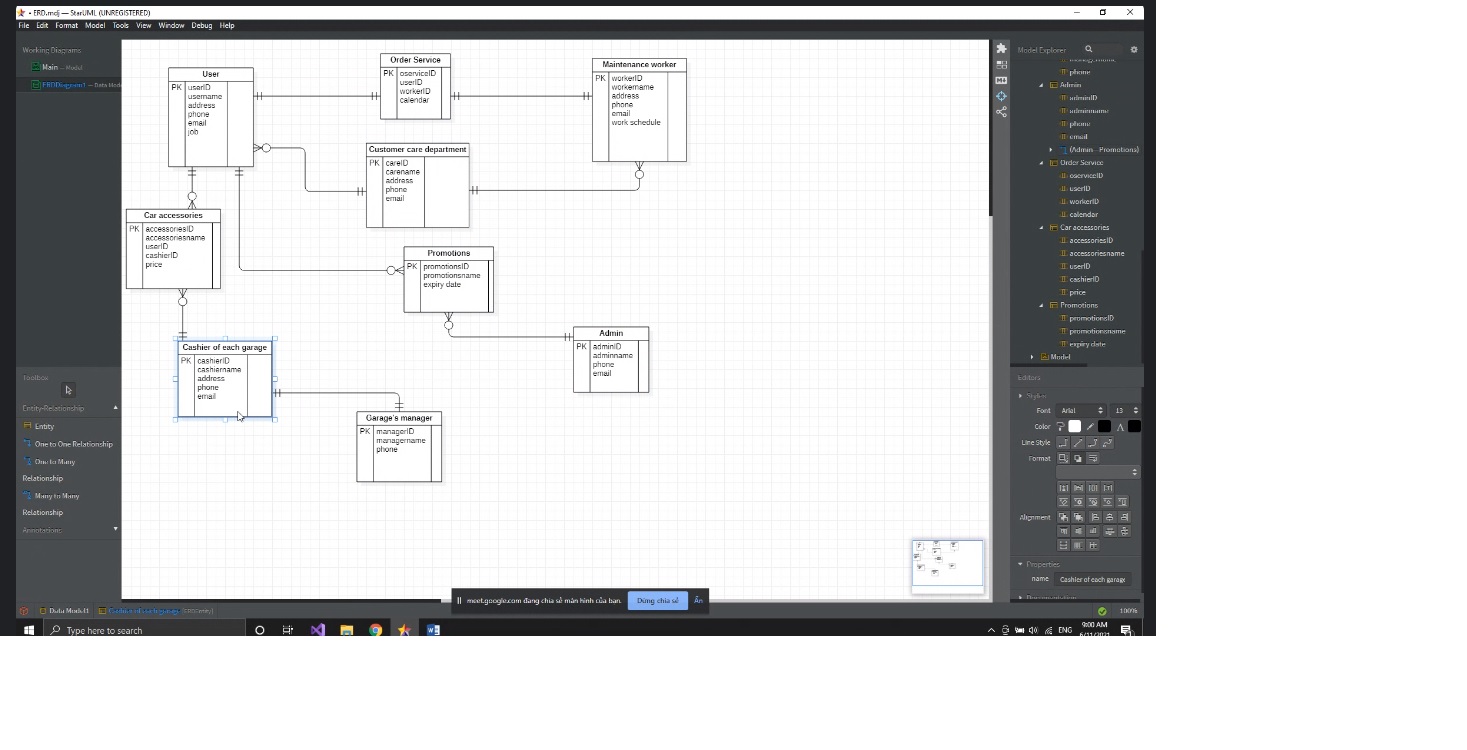 • ERD.mdj — StarUML (UNREGISTERED)
File Edit Format Model Tools View Window Debug Help
Working Diagrams
Main — Model
ERDDiagram1 — Data Mod
User
PK userID
username
address
phone
email
job
Order Service
PK oserviceID
userID
workerID
calendar
Maintenance worker
PK workerID
workername
address
phone
email
work schedule
Customer care department
PK careID
carename
address
phone
email
Car accessories
PK accessoriesID
accessoriesname
userID
cashierID
price
Promotions
PK promotionsID
promotionsname
expiry date
Admin
PK adminID
adminname
phone
email
Cashier of each garage
PK cashierID
cashiername
address
phone
email
Garage's manager
PK managerID
managername
phone
Toolbox
Entity-Relationship
Entity
One to One Relationship
One to Many
Relationship
Many to Many
Relationship
Annotations
Model Explorer
phone
Admin
adminID
adminname
phone
email
(Admin - Promotions)
Order Service
oserviceID
userID
workerID
calendar
Car accessories
accessoriesID
accessoriesname
userID
cashierID
price
Promotions
promotionsID
promotionsname
expiry date
Model
Editors
Styles
Font Arial 13
Color A
Line Style
Format
Alignment
Properties
name Cashier of each garage
Data Model1 Cashier of each garage (ERDEntity)
100%
meet.google.com đang chia sẻ màn hình của bạn. Dừng chia sẻ Ẩn
Type here to search
ENG
9:00 AM
6/11/2021